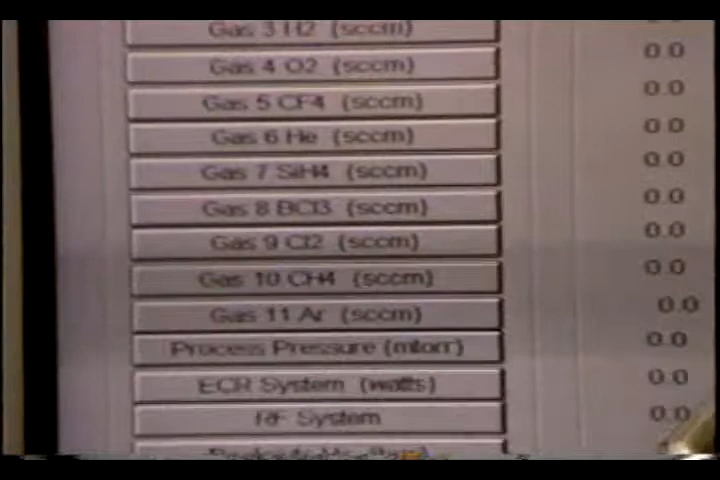 Gas 3 H2 (sccm) 0.0
Gas 4 O2 (sccm) 0.0
Gas 5 CF4 (sccm) 0.0
Gas 6 He (sccm) 0.0
Gas 7 SiH4 (sccm) 0.0
Gas 8 BCl3 (sccm) 0.0
Gas 9 Cl2 (sccm) 0.0
Gas 10 CH4 (sccm) 0.0
Gas 11 Ar (sccm) 0.0
Process Pressure (mtorr) 0.0
ECR System (watts) 0.0
RF System 0.0